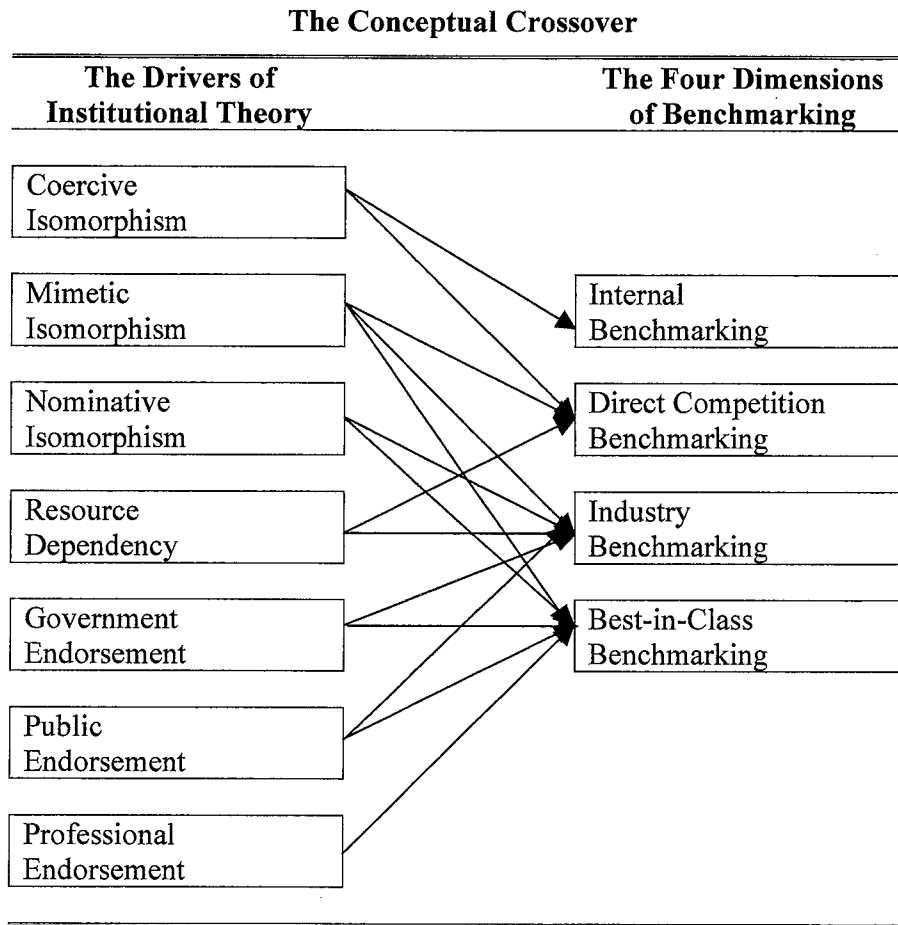 The Conceptual Crossover
The Drivers of
Institutional Theory
The Four Dimensions
of Benchmarking
Coercive
Isomorphism
Mimetic
Isomorphism
Nominative
Isomorphism
Resource
Dependency
Government
Endorsement
Public
Endorsement
Professional
Endorsement
Internal
Benchmarking
Direct Competition
Benchmarking
Industry
Benchmarking
Best-in-Class
Benchmarking